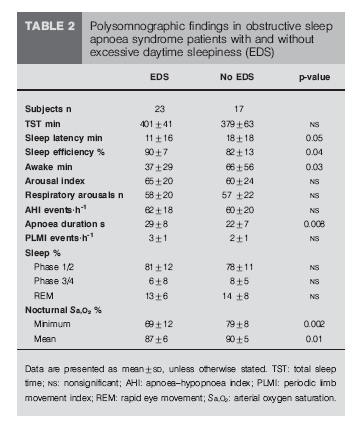 TABLE 2 Polysomnographic findings in obstructive sleep
apnoea syndrome patients with and without
excessive daytime sleepiness (EDS)
EDS No EDS p-value
Subjects n 23 17
TST min 401±41 379±63 NS
Sleep latency min 11±16 18±18 0.05
Sleep efficiency % 90±7 82±13 0.04
Awake min 37±29 66±56 0.03
Arousal index 65±20 60±24 NS
Respiratory arousals n 58±20 57 ±22 NS
AHI events·h⁻¹ 62±18 60±20 NS
Apnoea duration s 29±8 22±7 0.008
PLMI events·h⁻¹ 3±1 2±1 NS
Sleep %
Phase 1/2 81±12 78±11 NS
Phase 3/4 6±8 8±5 NS
REM 13±6 14 ±8 NS
Nocturnal Sa,O₂ %
Minimum 69±12 79±8 0.002
Mean 87±6 90±5 0.01
Data are presented as mean±SD, unless otherwise stated. TST: total sleep
time; NS: nonsignificant; AHI: apnoea–hypopnoea index; PLMI: periodic limb
movement index; REM: rapid eye movement; Sa,O₂: arterial oxygen saturation.